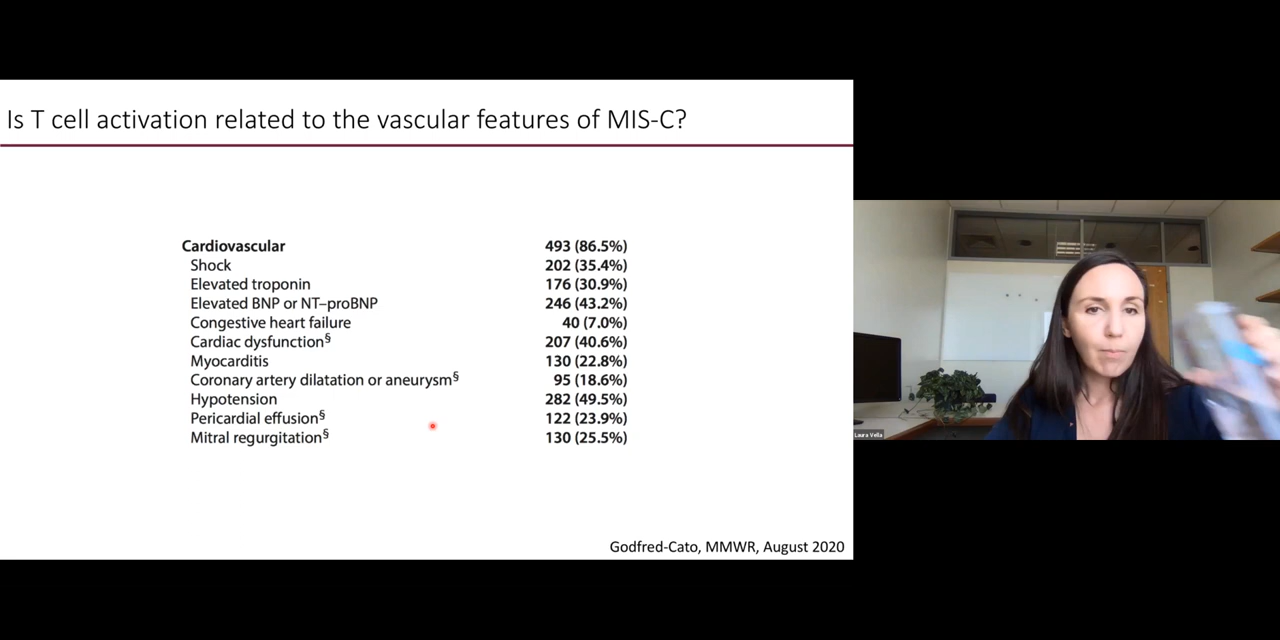 Is T cell activation related to the vascular features of MIS-C?
Cardiovascular 493 (86.5%)
Shock 202 (35.4%)
Elevated troponin 176 (30.9%)
Elevated BNP or NT–proBNP 246 (43.2%)
Congestive heart failure 40 (7.0%)
Cardiac dysfunction§ 207 (40.6%)
Myocarditis 130 (22.8%)
Coronary artery dilatation or aneurysm§ 95 (18.6%)
Hypotension 282 (49.5%)
Pericardial effusion§ 122 (23.9%)
Mitral regurgitation§ 130 (25.5%)
Godfred-Cato, MMWR, August 2020
Laura Vella